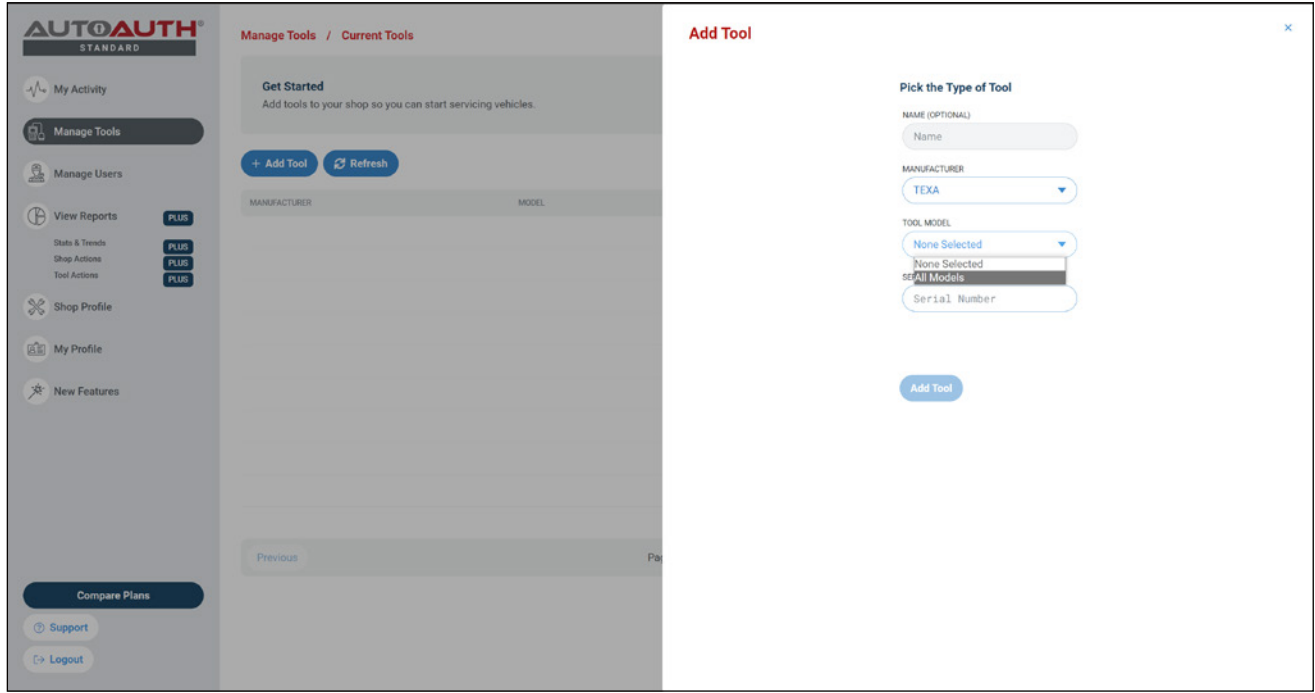 AUTOAUTH®
STANDARD
My Activity
Manage Tools
Manage Users
View Reports PLUS
Stats & Trends PLUS
Shop Actions PLUS
Tool Actions PLUS
Shop Profile
My Profile
New Features
Compare Plans
Support
Logout
Manage Tools / Current Tools
Get Started
Add tools to your shop so you can start servicing vehicles.
+ Add Tool Refresh
MANUFACTURER MODEL
Previous
Add Tool ×
Pick the Type of Tool
NAME (OPTIONAL)
Name
MANUFACTURER
TEXA
TOOL MODEL
None Selected
None Selected
All Models
Serial Number
Add Tool